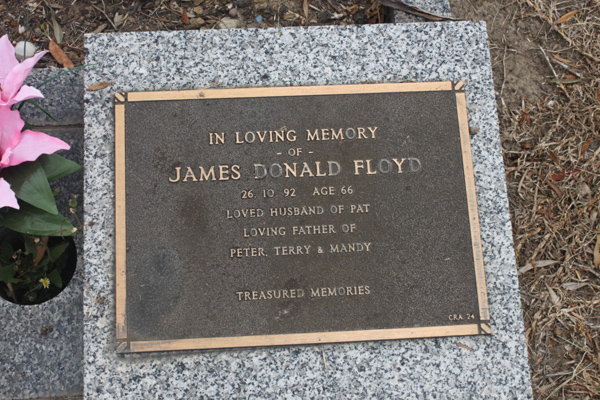 IN LOVING MEMORY
- OF -
JAMES DONALD FLOYD
26. 10. 92 AGE 66
LOVED HUSBAND OF PAT
LOVING FATHER OF
PETER, TERRY & MANDY
TREASURED MEMORIES
CRA 24